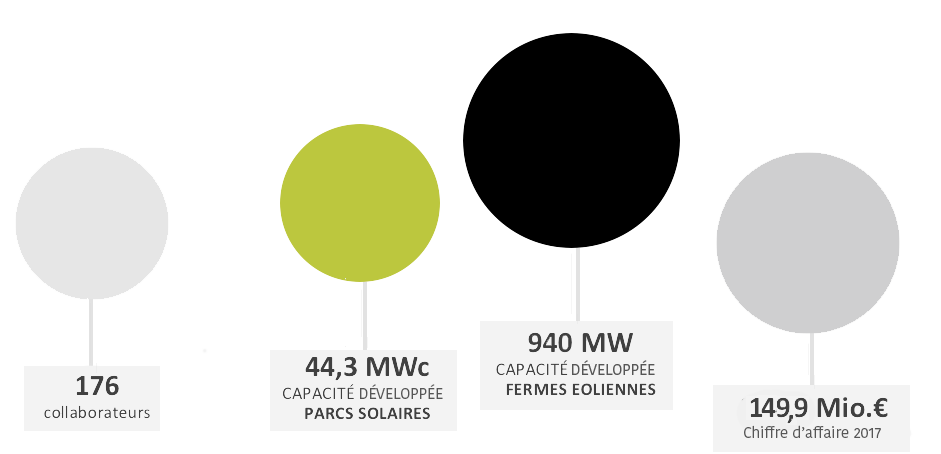 176
collaborateurs
44,3 MWc
CAPACITÉ DÉVELOPPÉE
PARCS SOLAIRES
940 MW
CAPACITÉ DÉVELOPPÉE
FERMES EOLIENNES
149,9 Mio.€
Chiffre d'affaire 2017